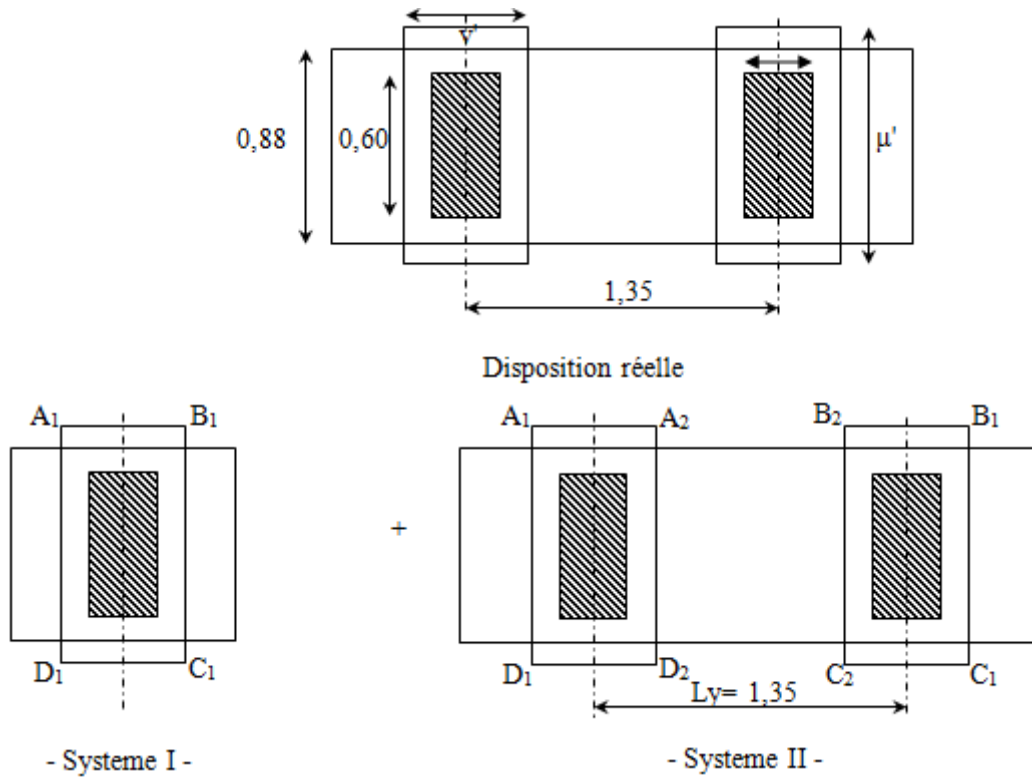 v'
0,88
0,60
μ'
1,35
Disposition réelle
A1 B1
A1 A2 B2 B1
+
D1 C1
D1 D2 C2 C1
Ly= 1,35
- Systeme I -
- Systeme II -